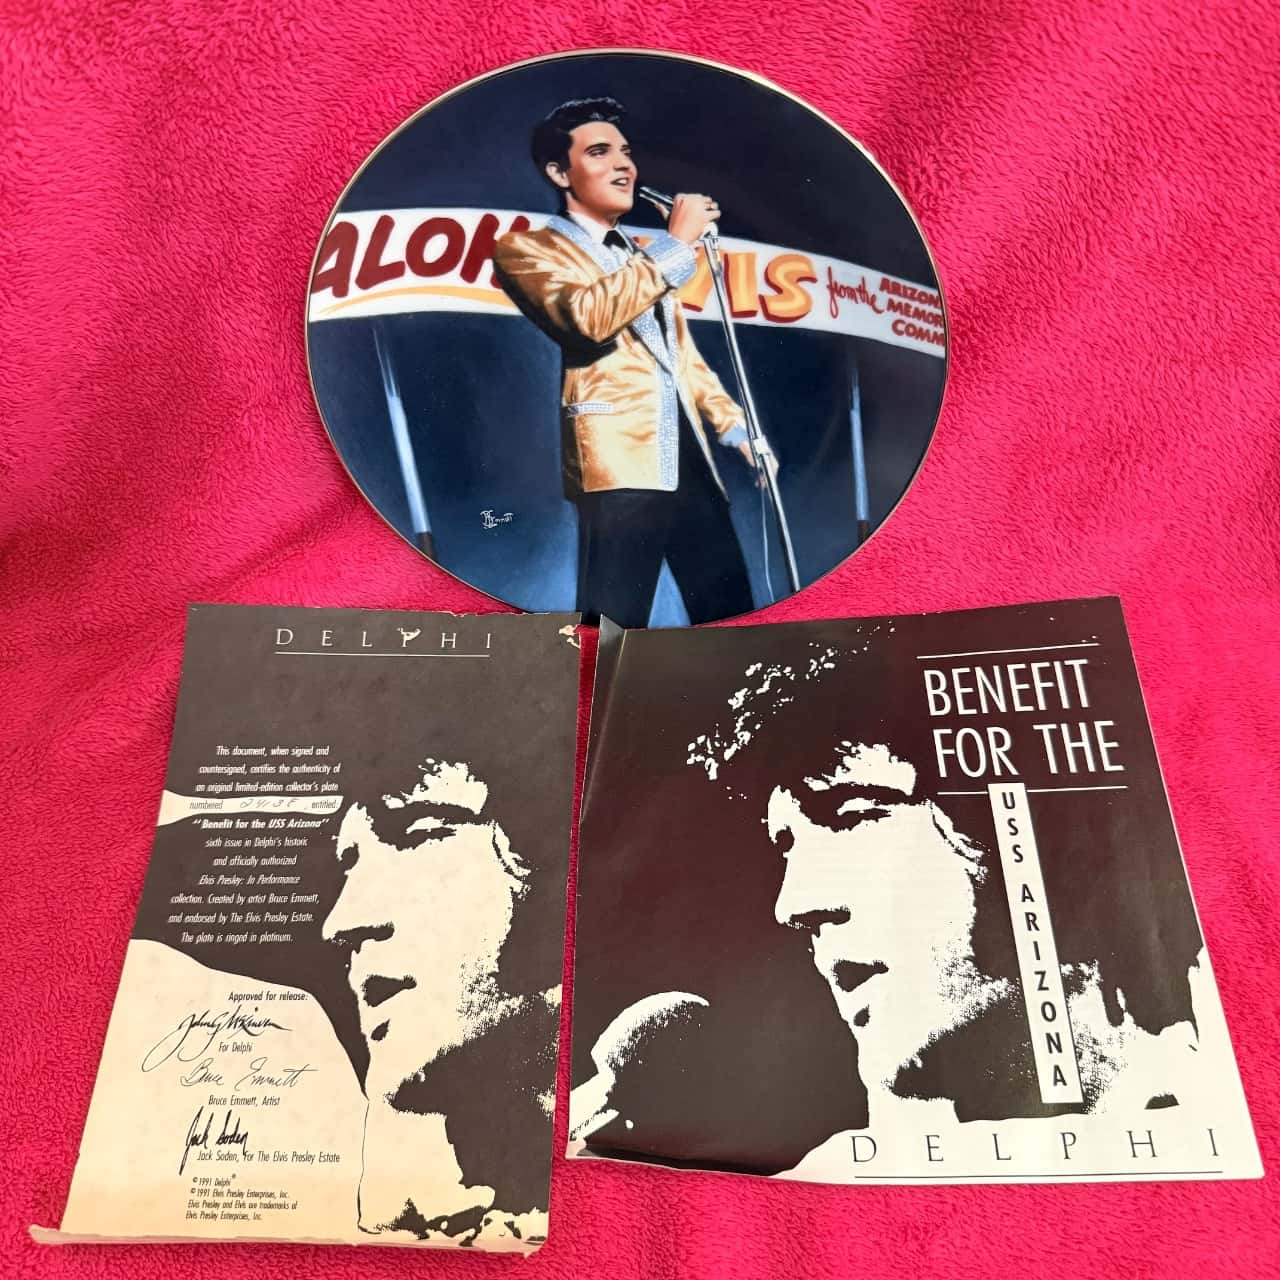 ALOH
VIS
from the
ARIZON
MEMOR
COMM
B Emmett
DELPHI
This document, when signed and
countersigned, certifies the authenticity of
an original limited-edition collector's plate
numbered 2413F, entitled:
"Benefit for the USS Arizona"
sixth issue in Delphi's historic
and officially authorized
Elvis Presley: In Performance
collection. Created by artist Bruce Emmett,
and endorsed by The Elvis Presley Estate.
The plate is ringed in platinum.
Approved for release:
For Delphi
Bruce Emmett
Bruce Emmett, Artist
Jack Soden
Jack Soden, For The Elvis Presley Estate
© 1991 Delphi®
© 1991 Elvis Presley Enterprises, Inc.
Elvis Presley and Elvis are trademarks of
Elvis Presley Enterprises, Inc.
BENEFIT
FOR THE
USS ARIZONA
DELPHI